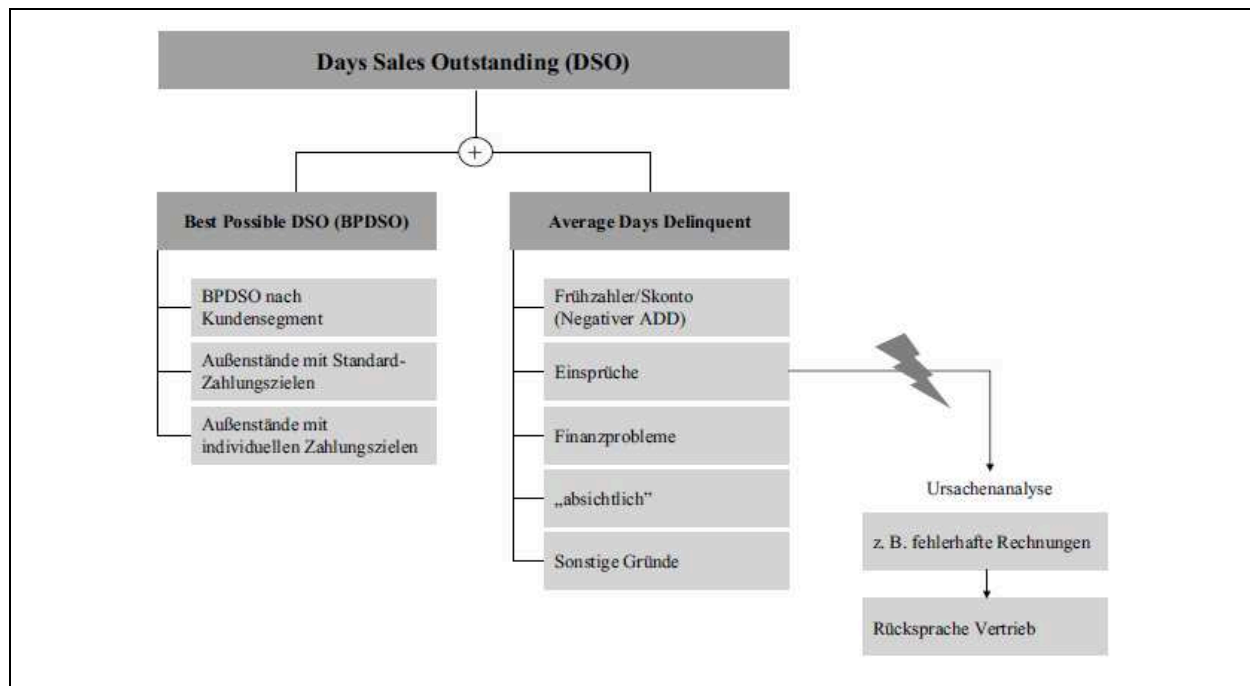 Days Sales Outstanding (DSO)
+
Best Possible DSO (BPDSO)
BPDSO nach
Kundensegment
Außenstände mit Standard-
Zahlungszielen
Außenstände mit
individuellen Zahlungszielen
Average Days Delinquent
Frühzahler/Skonto
(Negativer ADD)
Einsprüche
Finanzprobleme
„absichtlich”
Sonstige Gründe
Ursachenanalyse
z. B. fehlerhafte Rechnungen
Rücksprache Vertrieb